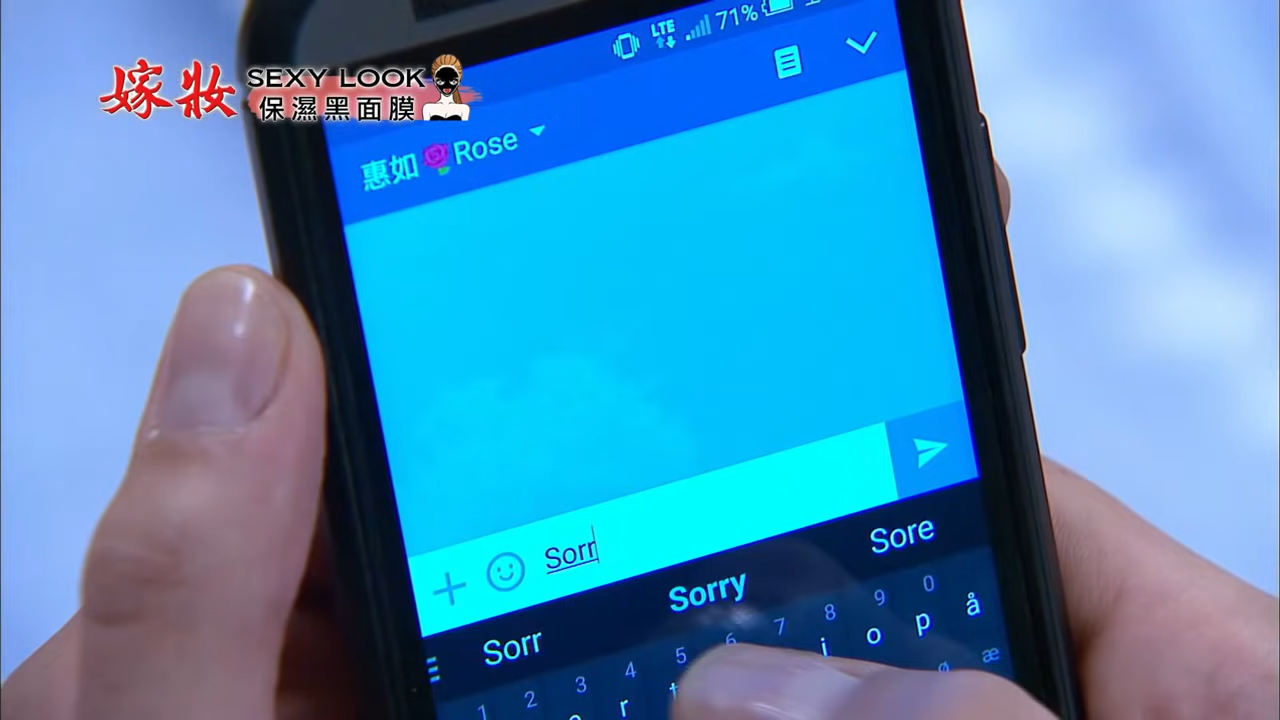 嫁妝 SEXY LOOK
保濕黑面膜
LTE 71%
惠如🌹Rose
Sorr
Sorr Sorry Sore
1 2 3 4 5 6 7 8 9 0
r t i o p å
ø æ